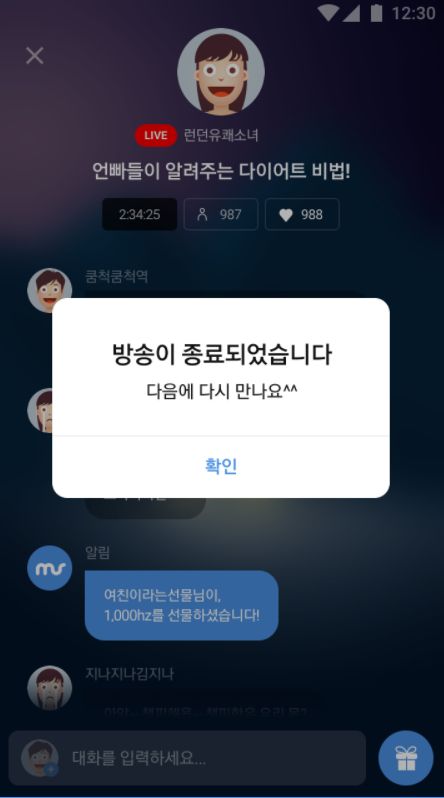 12:30
LIVE 런던유쾌소녀
언빠들이 알려주는 다이어트 비법!
2:34:25 987 988
쿵척쿵척역
방송이 종료되었습니다
다음에 다시 만나요^^
확인
알림
여친이라는선물님이,
1,000hz를 선물하셨습니다!
지나지나김지나
대화를 입력하세요...